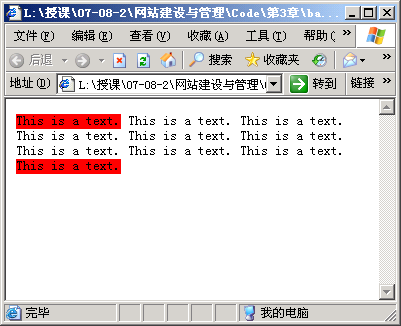 L:\授课\07-08-2\网站建设与管理\Code\第3章\ba...
文件(F) 编辑(E) 查看(V) 收藏(A) 工具(T) 帮助( »
后退 搜索 收藏夹 »
地址(D) L:\授课\07-08-2\网站建设与管理\ 转到 链接 »
This is a text. This is a text. This is a text.
This is a text. This is a text. This is a text.
This is a text. This is a text. This is a text.
This is a text.
完毕 我的电脑